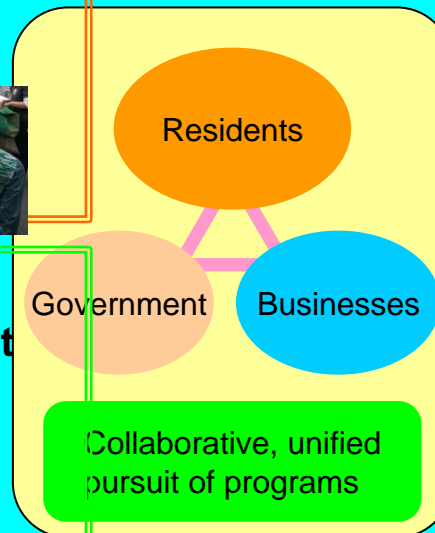 Residents
Government
Businesses
t
Collaborative, unified
pursuit of programs